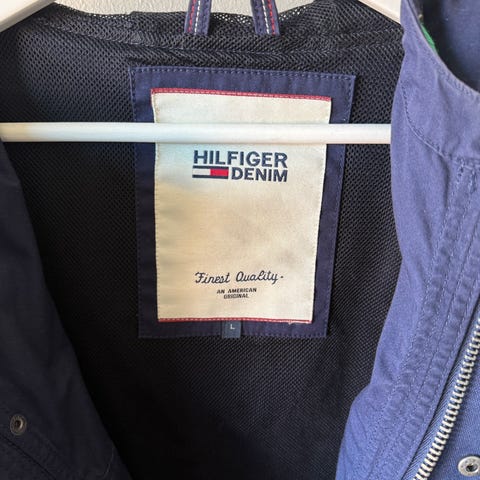 HILFIGER
DENIM
Finest Quality.
AN AMERICAN
ORIGINAL
L